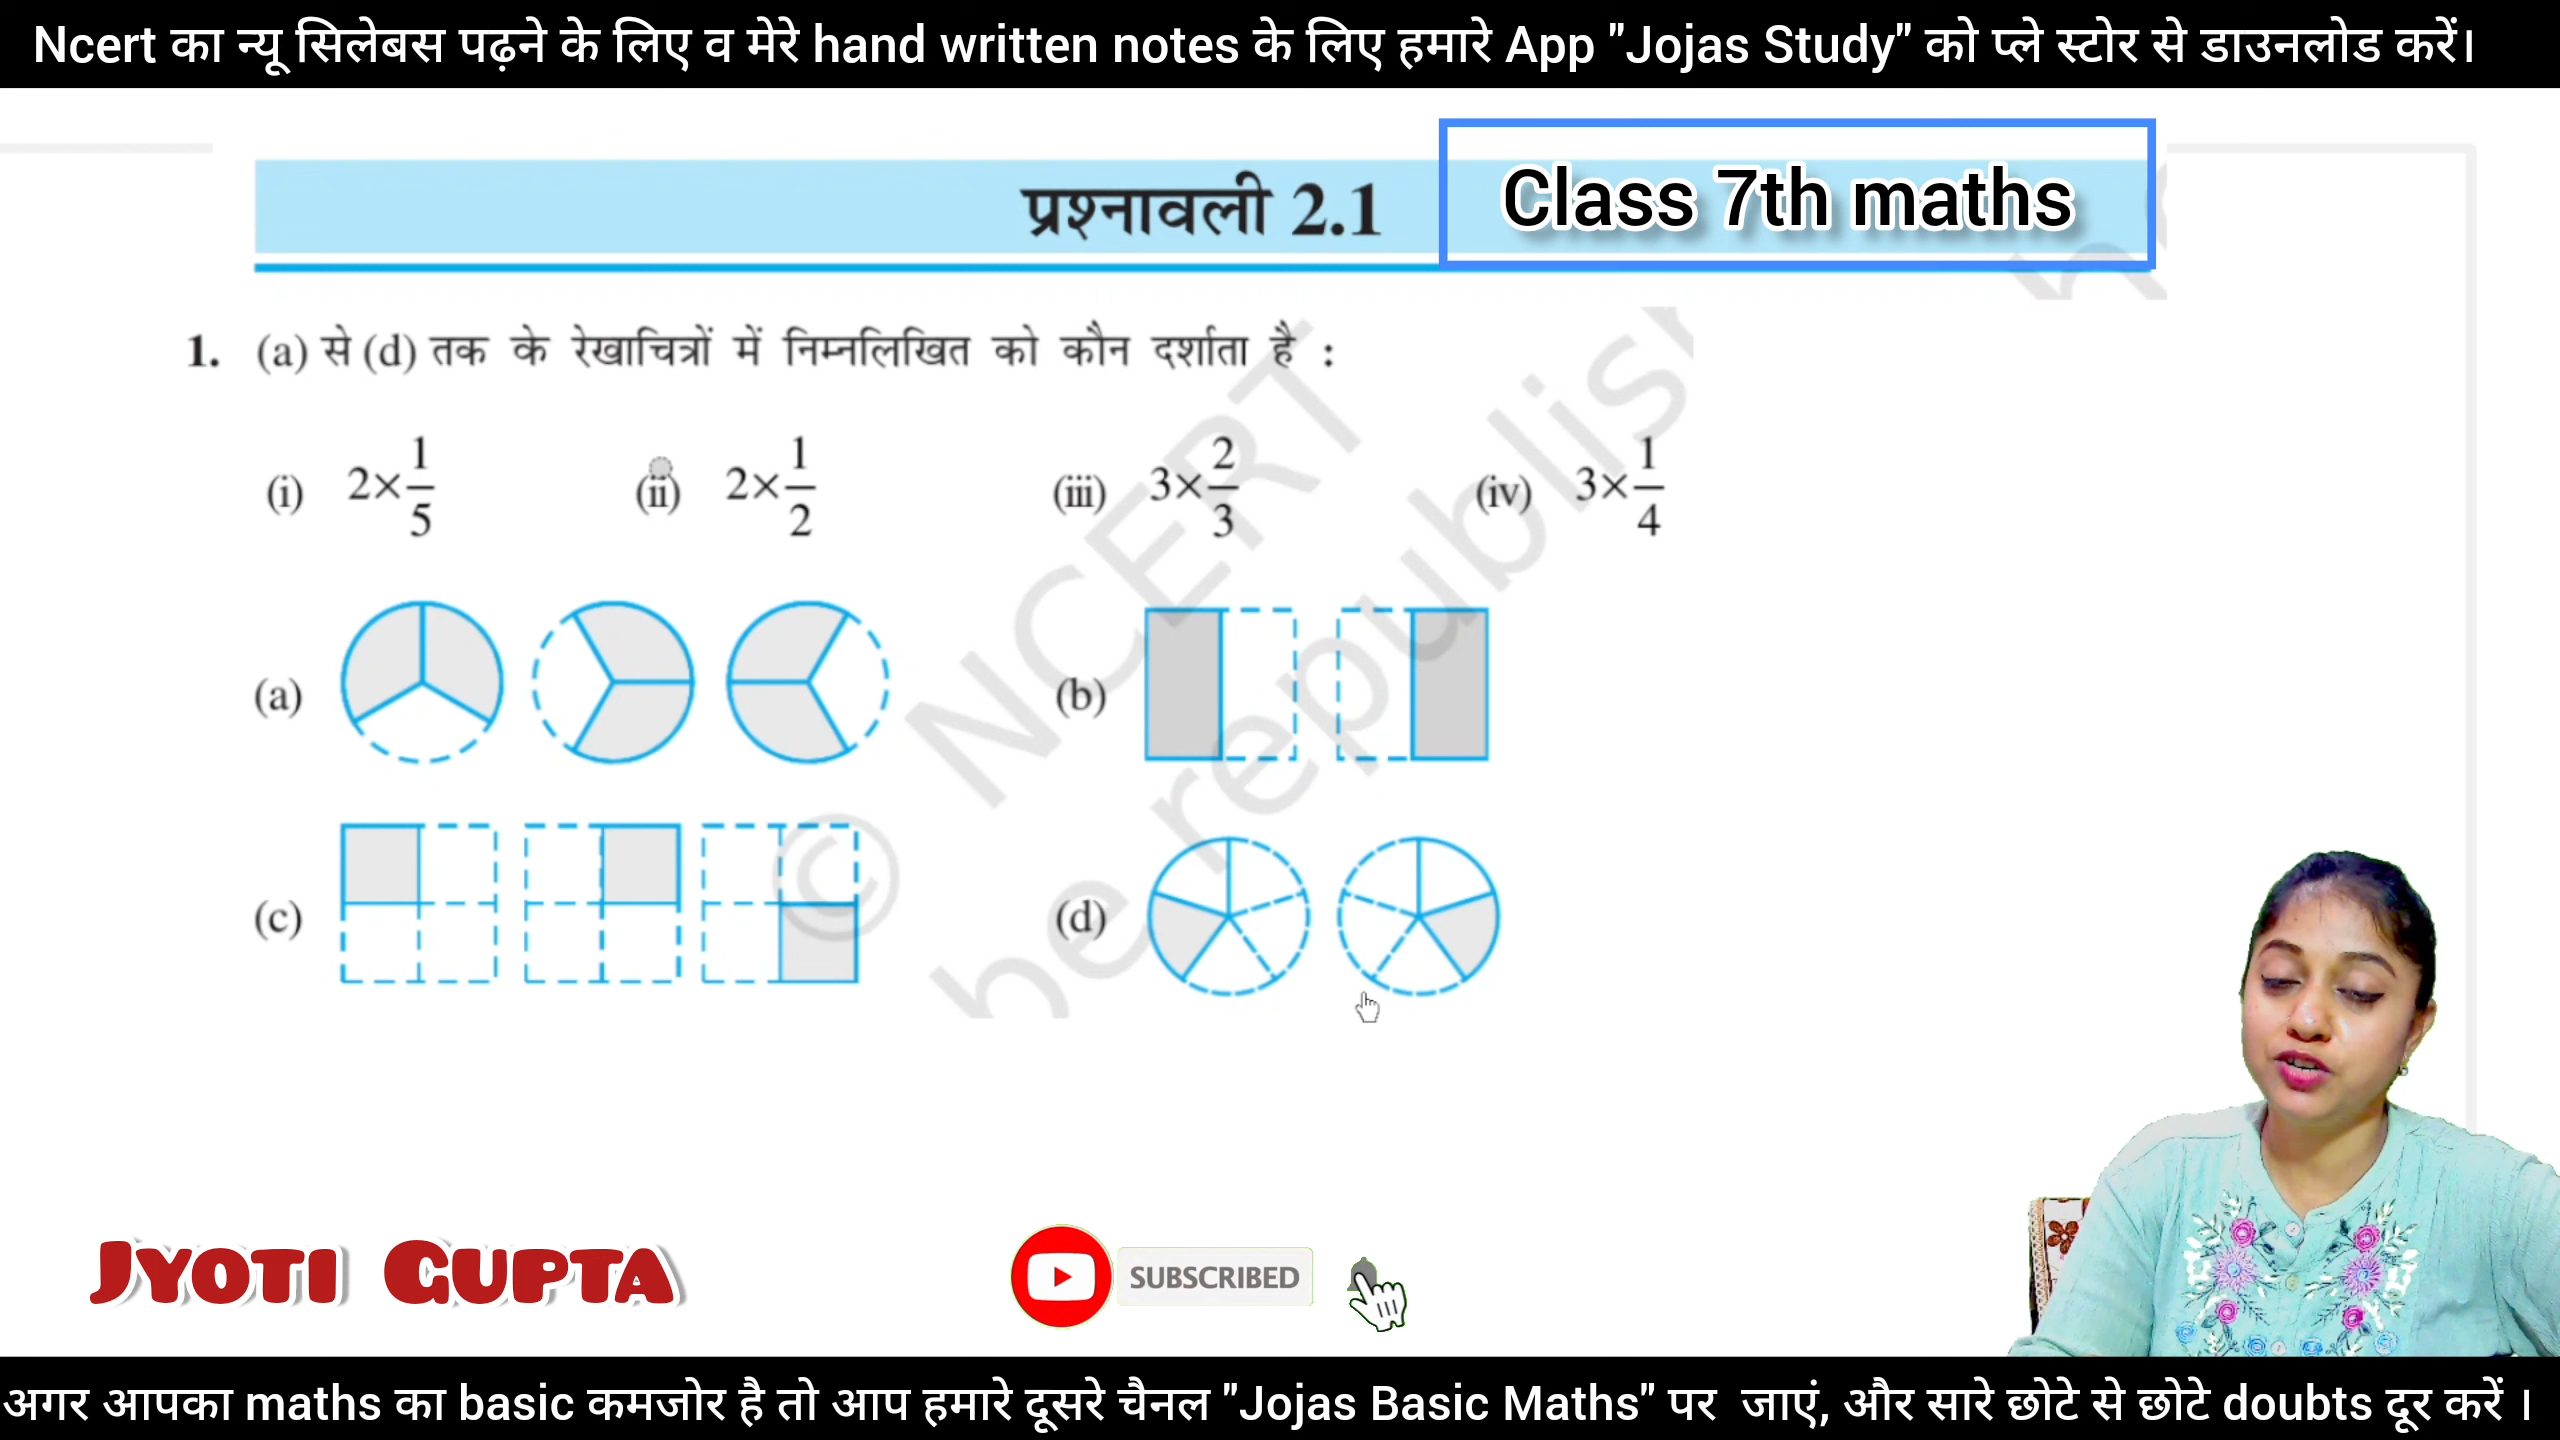 Ncert का न्यू सिलेबस पढ़ने के लिए व मेरे hand written notes के लिए हमारे App "Jojas Study" को प्ले स्टोर से डाउनलोड करें।
प्रश्नावली 2.1
Class 7th maths
1. (a) से (d) तक के रेखाचित्रों में निम्नलिखित को कौन दर्शाता है :
(i) 2×1/5 (ii) 2×1/2 (iii) 3×2/3 (iv) 3×1/4
(a) (b)
(c) (d)
© NCERT
be republish
JYOTI GUPTA
SUBSCRIBED
अगर आपका maths का basic कमजोर है तो आप हमारे दूसरे चैनल "Jojas Basic Maths" पर जाएं, और सारे छोटे से छोटे doubts दूर करें ।